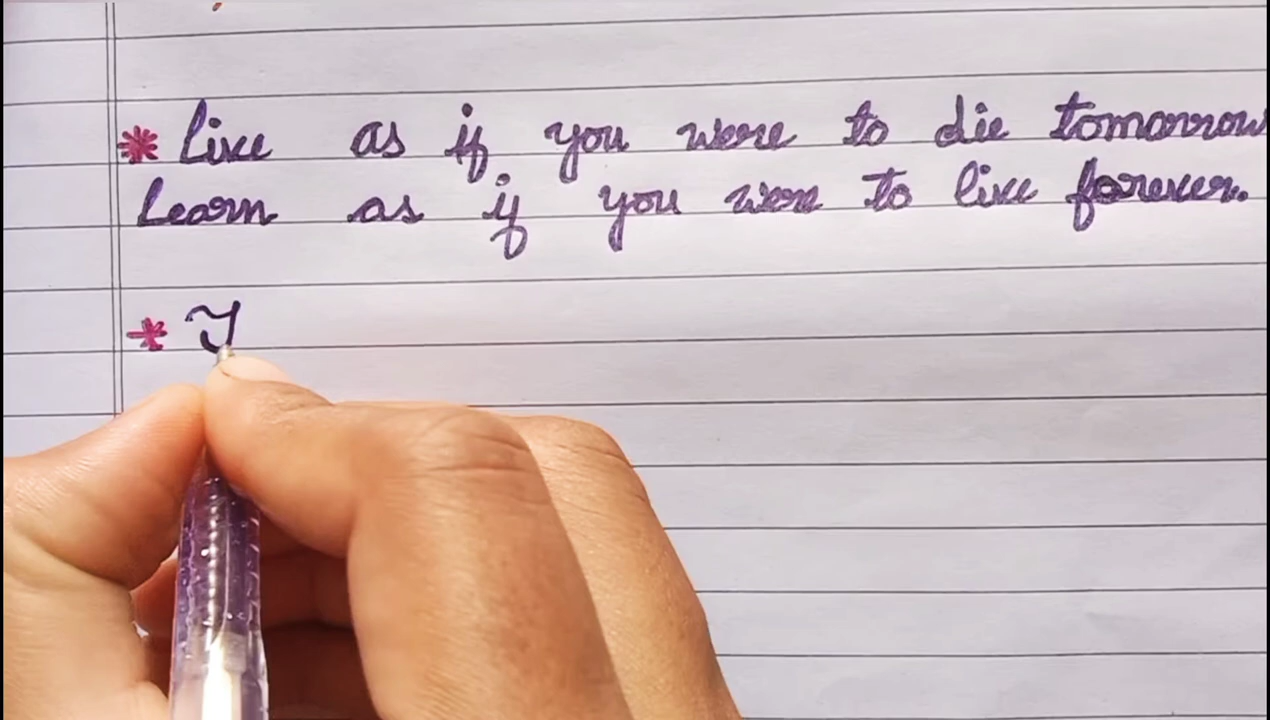 * Live as if you were to die tomorrow
Learn as if you were to live forever.
*